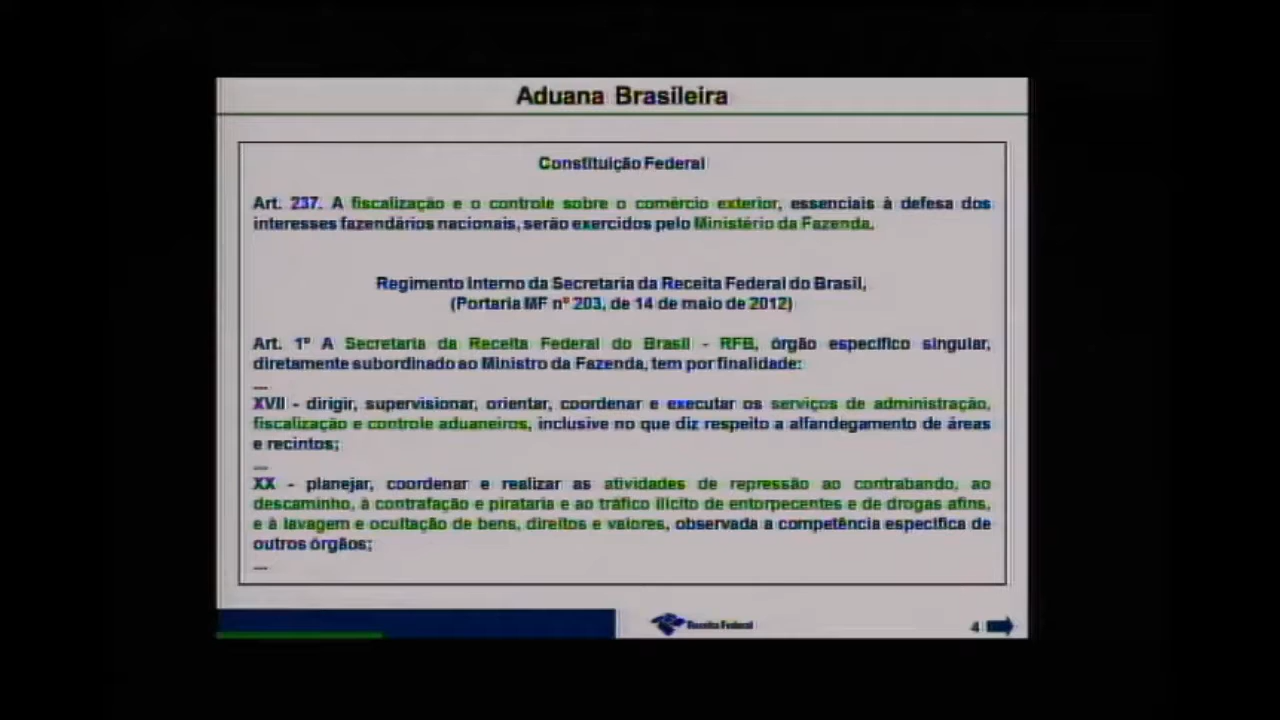 Aduana Brasileira
Constituição Federal
Art. 237. A fiscalização e o controle sobre o comércio exterior, essenciais à defesa dos
interesses fazendários nacionais, serão exercidos pelo Ministério da Fazenda.
Regimento Interno da Secretaria da Receita Federal do Brasil,
(Portaria MF nº 203, de 14 de maio de 2012)
Art. 1º A Secretaria da Receita Federal do Brasil - RFB, órgão específico singular,
diretamente subordinado ao Ministro da Fazenda, tem por finalidade:
...
XVII - dirigir, supervisionar, orientar, coordenar e executar os serviços de administração,
fiscalização e controle aduaneiros, inclusive no que diz respeito a alfandegamento de áreas
e recintos;
...
XX - planejar, coordenar e realizar as atividades de repressão ao contrabando, ao
descaminho, à contrafação e pirataria e ao tráfico ilícito de entorpecentes e de drogas afins,
e à lavagem e ocultação de bens, direitos e valores, observada a competência específica de
outros órgãos;
...
Receita Federal
4